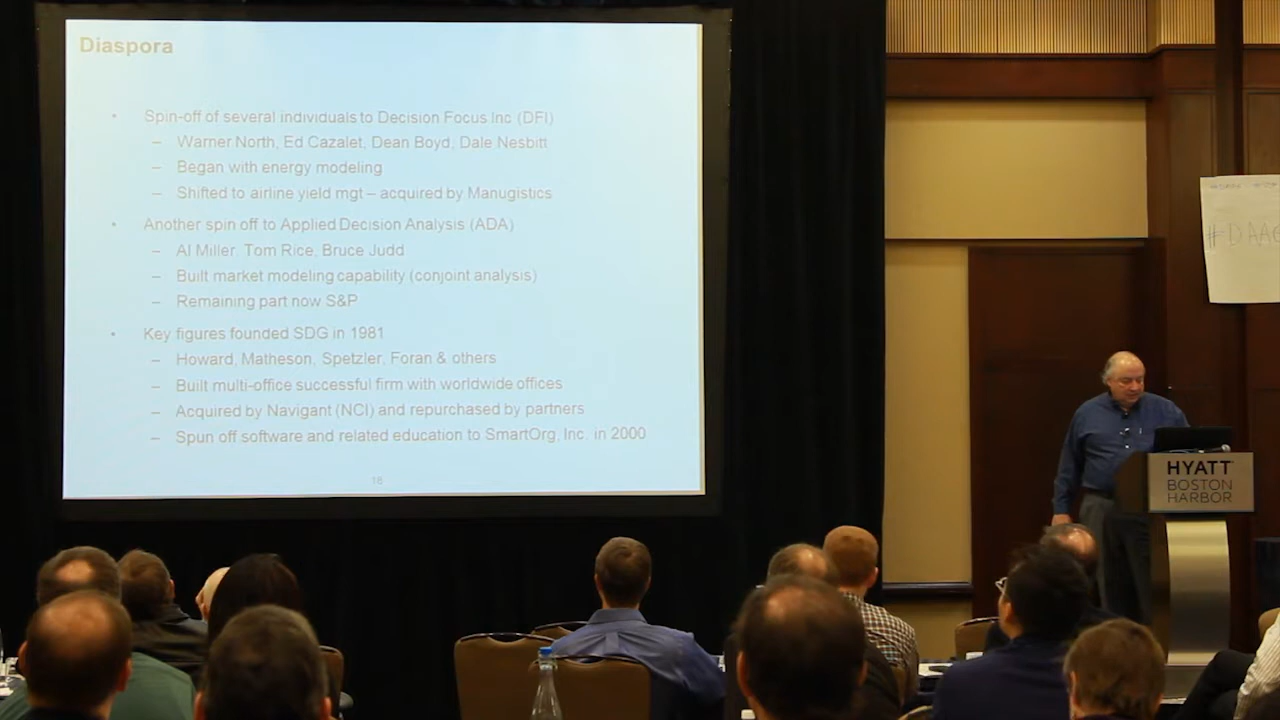 Diaspora
• Spin-off of several individuals to Decision Focus Inc (DFI)
– Warner North, Ed Cazalet, Dean Boyd, Dale Nesbitt
– Began with energy modeling
– Shifted to airline yield mgt – acquired by Manugistics
• Another spin off to Applied Decision Analysis (ADA)
– Al Miller Tom Rice, Bruce Judd
– Built market modeling capability (conjoint analysis)
– Remaining part now S&P
• Key figures founded SDG in 1981
– Howard, Matheson, Spetzler, Foran & others
– Built multi-office successful firm with worldwide offices
– Acquired by Navigant (NCI) and repurchased by partners
– Spun off software and related education to SmartOrg, Inc. in 2000
16
#DAAG
HYATT
BOSTON
HARBOR